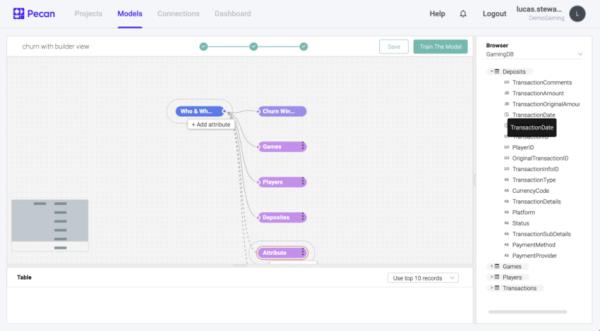 Pecan
Projects
Models
Connections
Dashboard
Help
Logout
lucas.stewa...
DemoGaming
L
churn with builder view
Save
Train The Model
Who & Wh...
+ Add attribute
Churn Win...
Games
Players
Deposites
Attribute
Table
Use top 10 records
Browser
GamingDB
Deposits
TransactionComments
TransactionAmount
TransactionOriginalAmour
TransactionDate
TransactionDate
PlayerID
OriginalTransactionID
TransactionInfoID
TransactionType
CurrencyCode
TransactionDetails
Platform
Status
TransactionSubDetails
PaymentMethod
PaymentProvider
Games
Players
Transactions